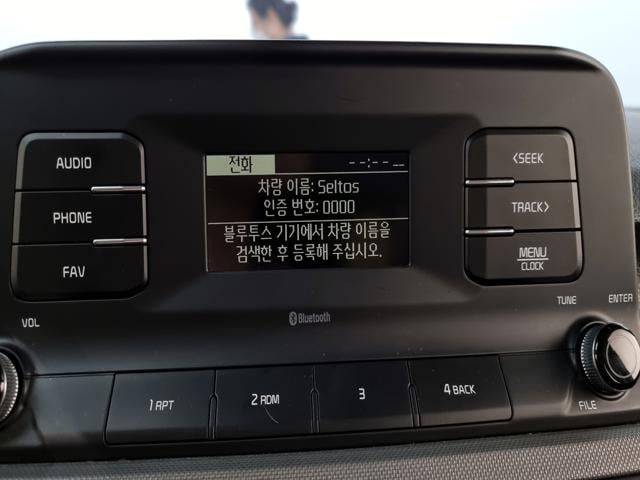 전화 --:-- --
차량 이름: Seltos
인증 번호: 0000
블루투스 기기에서 차량 이름을
검색한 후 등록해 주십시오.
AUDIO
PHONE
FAV
<SEEK
TRACK>
MENU
CLOCK
VOL
Bluetooth
TUNE
ENTER
FILE
1 RPT
2 RDM
3
4 BACK